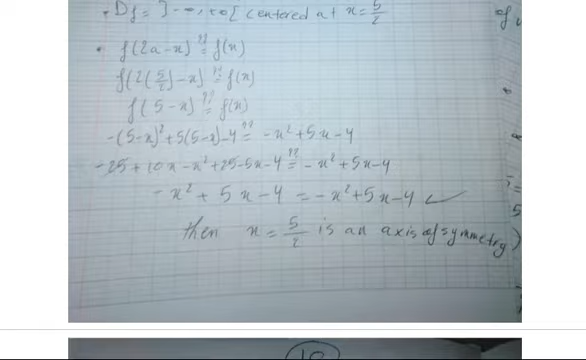 . Df = ]-∞,+∞[ centered at x = 5/2
• f(2a-x) ?? = f(x)
f(2(5/2)-x) ?? = f(x)
f(5-x) ?? = f(x)
-(5-x)² + 5(5-x) - 4 ?? = -x² + 5x - 4
-25 + 10x - x² + 25 - 5x - 4 ?? = -x² + 5x - 4
-x² + 5x - 4 = -x² + 5x - 4 ✓
then x = 5/2 is an axis of symmetry